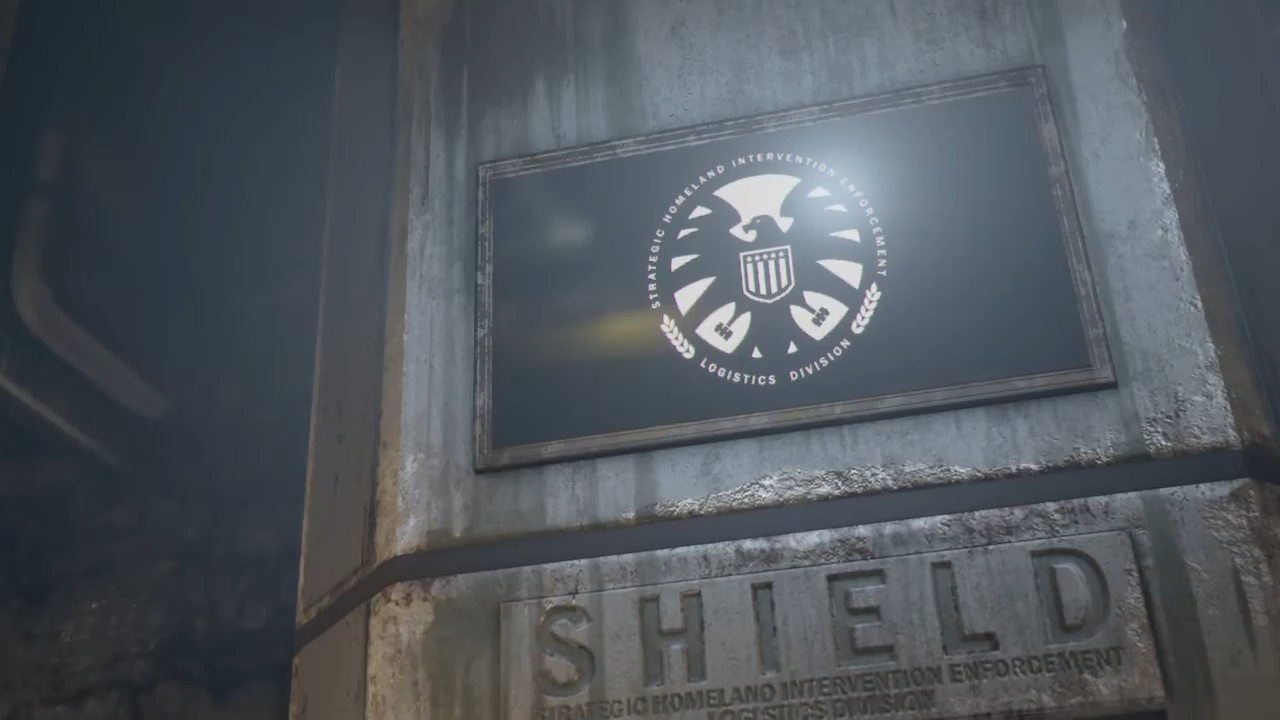 STRATEGIC HOMELAND INTERVENTION ENFORCEMENT
LOGISTICS DIVISION
SHIELD
STRATEGIC HOMELAND INTERVENTION ENFORCEMENT
LOGISTICS DIVISION